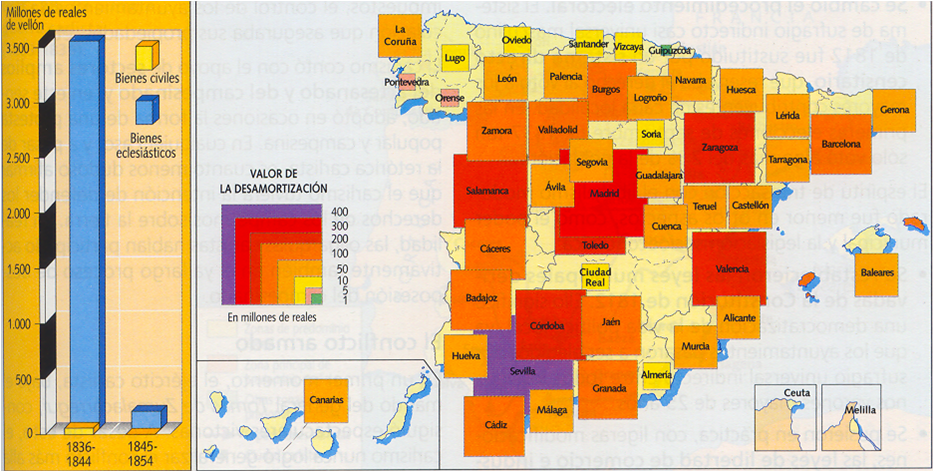 Millones de reales
de vellón
3.500
3.000
2.500
2.000
1.500
1.000
500
0
1836-
1844
1845-
1854
Bienes civiles
Bienes
eclesiásticos
VALOR DE
LA DESAMORTIZACIÓN
400
300
200
100
50
10
5
1
En millones de reales
La
Coruña
Lugo
Oviedo
Santander
Vizcaya
Guipuzcoa
Pontevedra
Orense
León
Palencia
Burgos
Logroño
Navarra
Huesca
Lérida
Gerona
Barcelona
Tarragona
Zamora
Valladolid
Soria
Zaragoza
Segovia
Guadalajara
Salamanca
Ávila
Madrid
Teruel
Castellón
Cuenca
Toledo
Cáceres
Ciudad
Real
Valencia
Baleares
Badajoz
Córdoba
Jaén
Alicante
Murcia
Huelva
Sevilla
Almería
Granada
Málaga
Cádiz
Canarias
Ceuta
Melilla